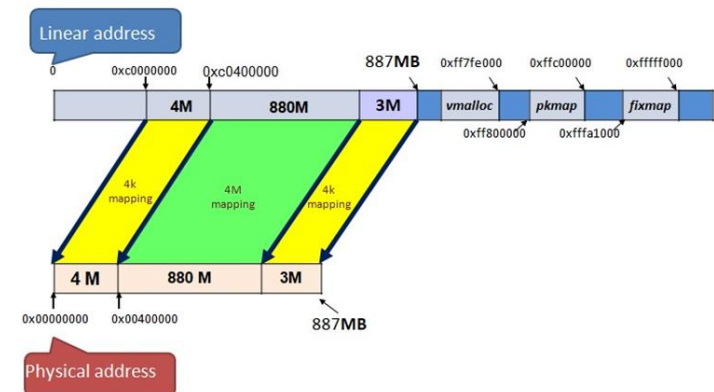 Linear address
0
0xc0000000
0xc0400000
887MB
0xff7fe000
0xffc00000
0xfffff000
4M
880M
3M
vmalloc
pkmap
fixmap
0xff800000
0xfffa1000
4k
mapping
4M
mapping
4k
mapping
4 M
880 M
3M
0x00000000
0x00400000
887MB
Physical address